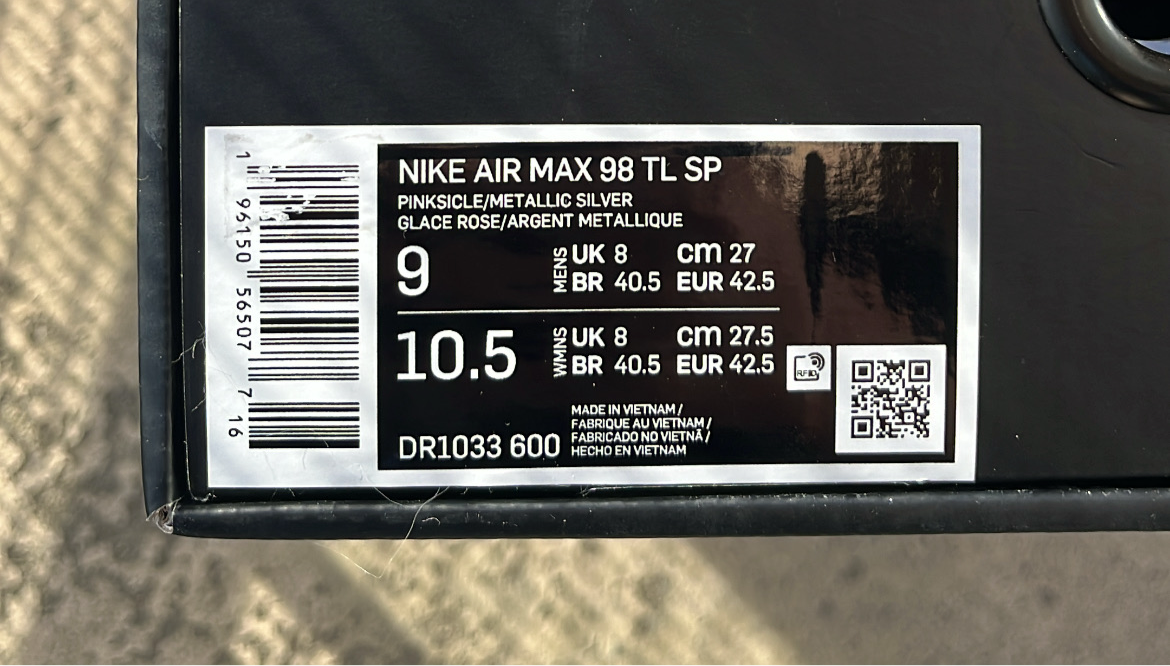 NIKE AIR MAX 98 TL SP
PINKSICLE/METALLIC SILVER
GLACE ROSE/ARGENT METALLIQUE
9
MENS
UK 8 cm 27
BR 40.5 EUR 42.5
10.5
WMNS
UK 8 cm 27.5
BR 40.5 EUR 42.5
DR1033 600
MADE IN VIETNAM /
FABRIQUE AU VIETNAM /
FABRICADO NO VIETNÃ /
HECHO EN VIETNAM
RFID
1 96150 56507 7 16